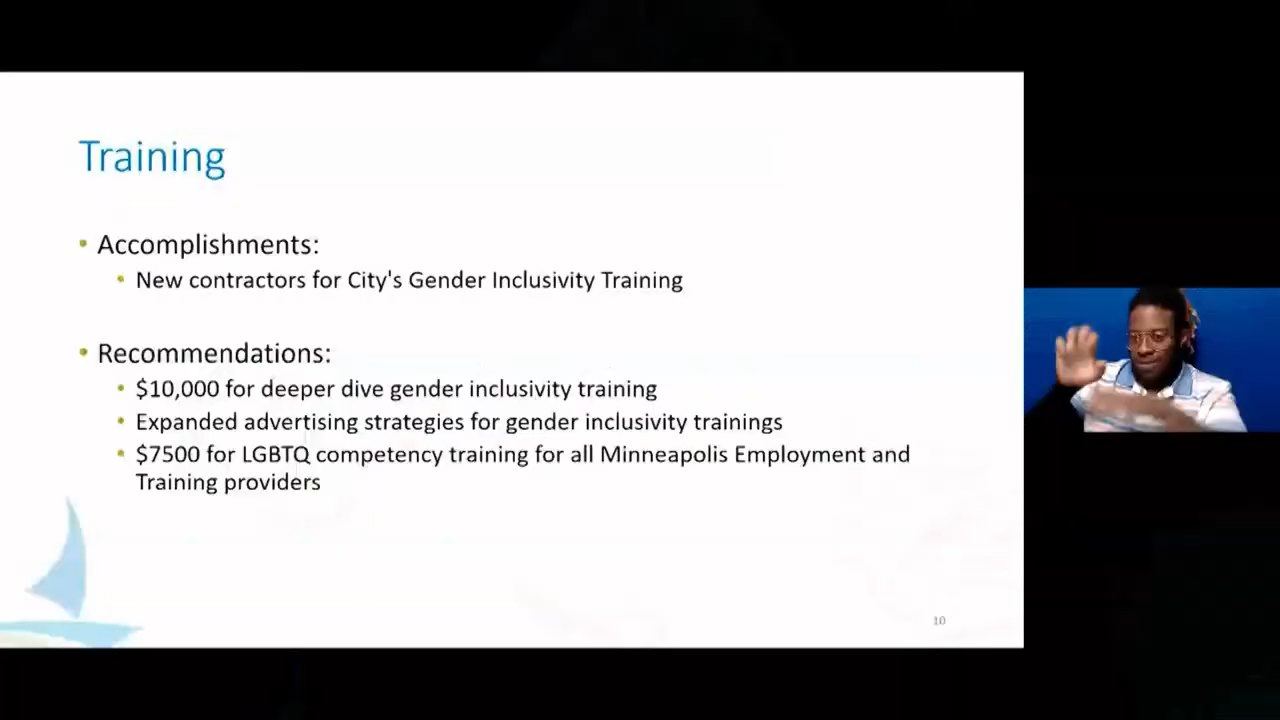 Training
• Accomplishments:
• New contractors for City's Gender Inclusivity Training
• Recommendations:
• $10,000 for deeper dive gender inclusivity training
• Expanded advertising strategies for gender inclusivity trainings
• $7500 for LGBTQ competency training for all Minneapolis Employment and
Training providers
10